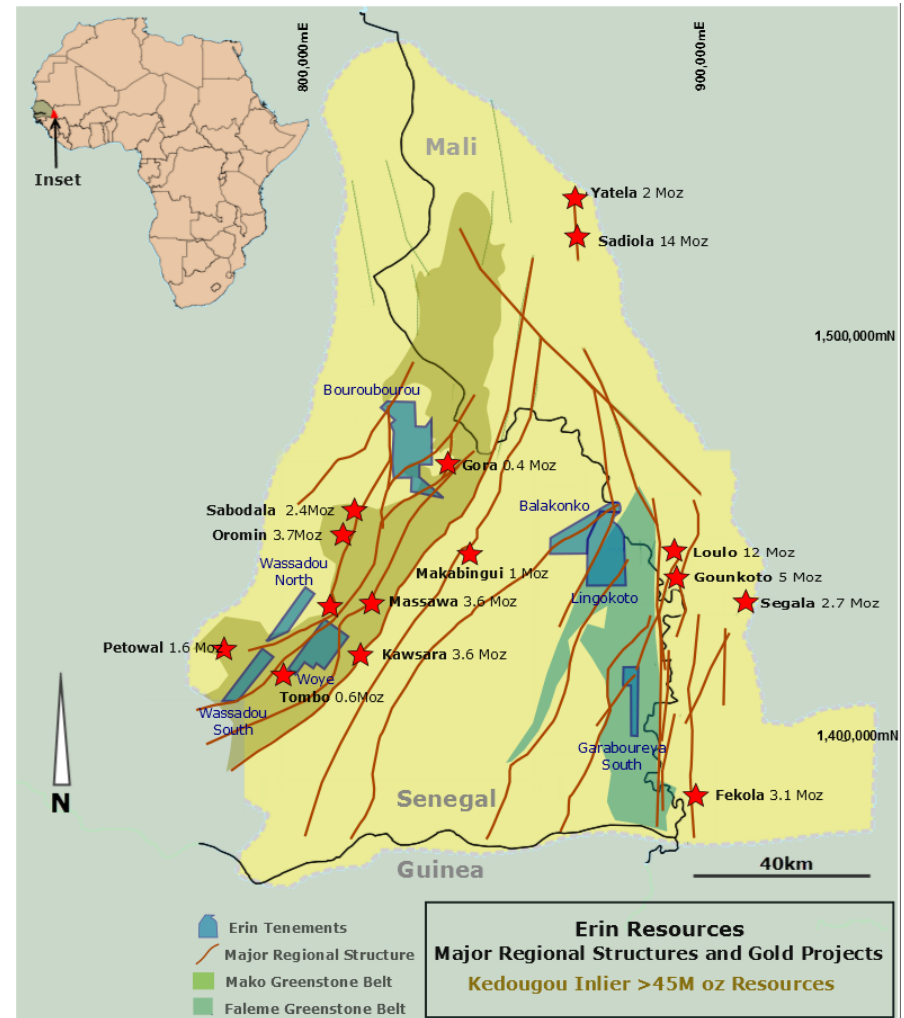 800,000mE
900,000mE
Inset
Mali
Yatela 2 Moz
Sadiola 14 Moz
1,500,000mN
Bouroubourou
Gora 0.4 Moz
Sabodala 2.4Moz
Balakonko
Oromin 3.7Moz
Wassadou
North
Loulo 12 Moz
Makabingui 1 Moz
Gounkoto 5 Moz
Lingokoto
Massawa 3.6 Moz
Segala 2.7 Moz
Petowal 1.6 Moz
Kawsara 3.6 Moz
Woye
Tombo 0.6Moz
Wassadou
South
1,400,000mN
Garaboureya
South
N
Senegal
Fekola 3.1 Moz
Guinea
40km
Erin Tenements
Major Regional Structure
Mako Greenstone Belt
Faleme Greenstone Belt
Erin Resources
Major Regional Structures and Gold Projects
Kedougou Inlier >45M oz Resources